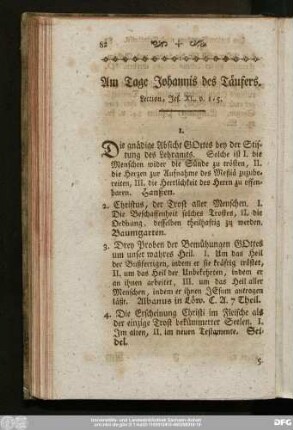 82
Am Tage Johannis des Täufers.
Lection, Jes. XL, v. 1-5.
1.
Die gnädige Absicht GOttes bey der Stif-
tung des Lehramts. Solche ist I. die
Menschen wider die Sünde zu trösten, II.
die Herzen zur Aufnahme des Meßiä zuzube-
reiten, III. die Herrlichkeit des Herrn zu offen-
baren. Hanßen.
2. Christus, der Trost aller Menschen. I.
Die Beschaffenheit solches Trostes, II. die
Ordnung, desselben theilhaftig zu werden.
Baumgarten.
3. Drey Proben der Bemühungen GOttes
um unser wahres Heil. I. Um das Heil
der Bußfertigen, indem er sie kräftig tröstet,
II. um das Heil der Unbekehrten, indem er
an ihnen arbeitet, III. um das Heil aller
Menschen, indem er ihnen JEsum antragen
läßt. Albanus in Löw. C. A. 7 Theil.
4. Die Erscheinung Christi im Fleische als
der einzige Trost bekümmerter Seelen. I.
Im alten, II. im neuen Testamente. Sei-
del.
5.